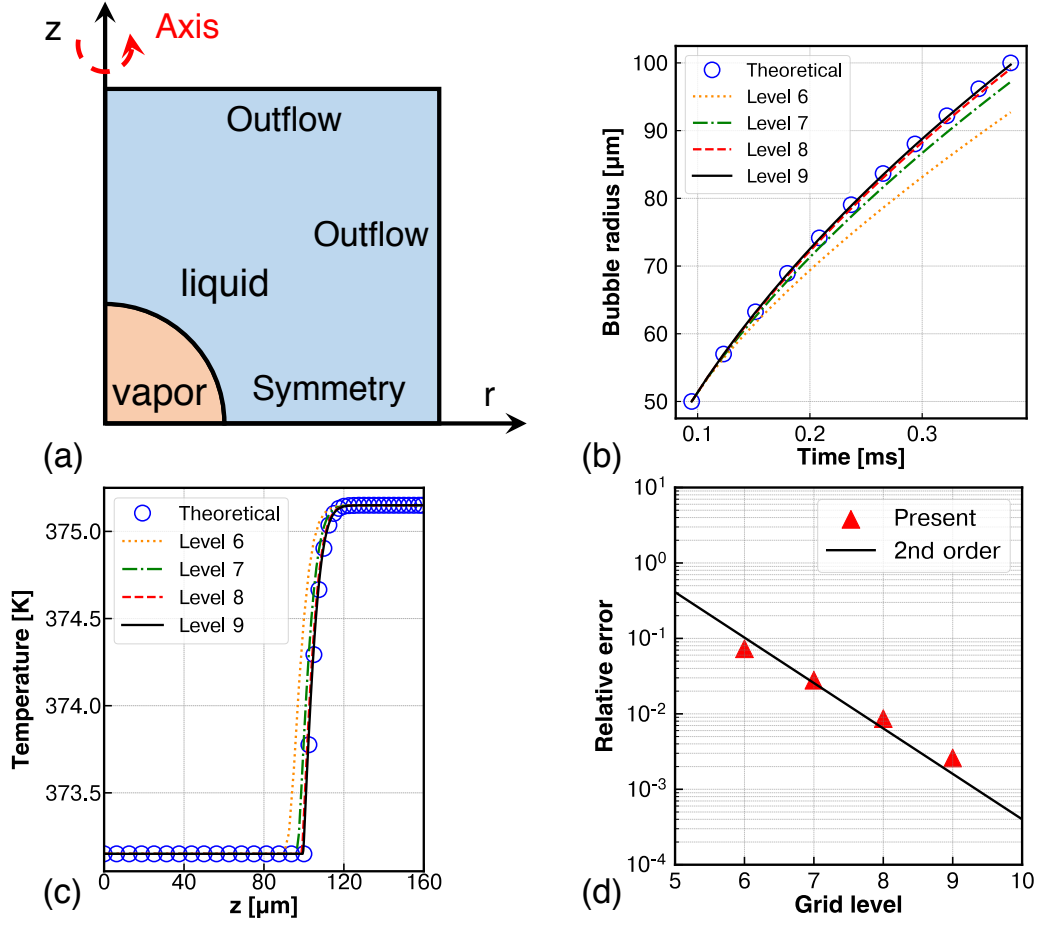 z
Axis
Outflow
Outflow
liquid
vapor
Symmetry
r
(a)
Bubble radius [µm]
100
90
80
70
60
50
Theoretical
Level 6
Level 7
Level 8
Level 9
0.1
0.2
0.3
Time [ms]
(b)
Temperature [K]
375.0
374.5
374.0
373.5
Theoretical
Level 6
Level 7
Level 8
Level 9
0
40
80
120
160
z [µm]
(c)
Relative error
10^1
10^0
10^-1
10^-2
10^-3
10^-4
Present
2nd order
5
6
7
8
9
10
Grid level
(d)